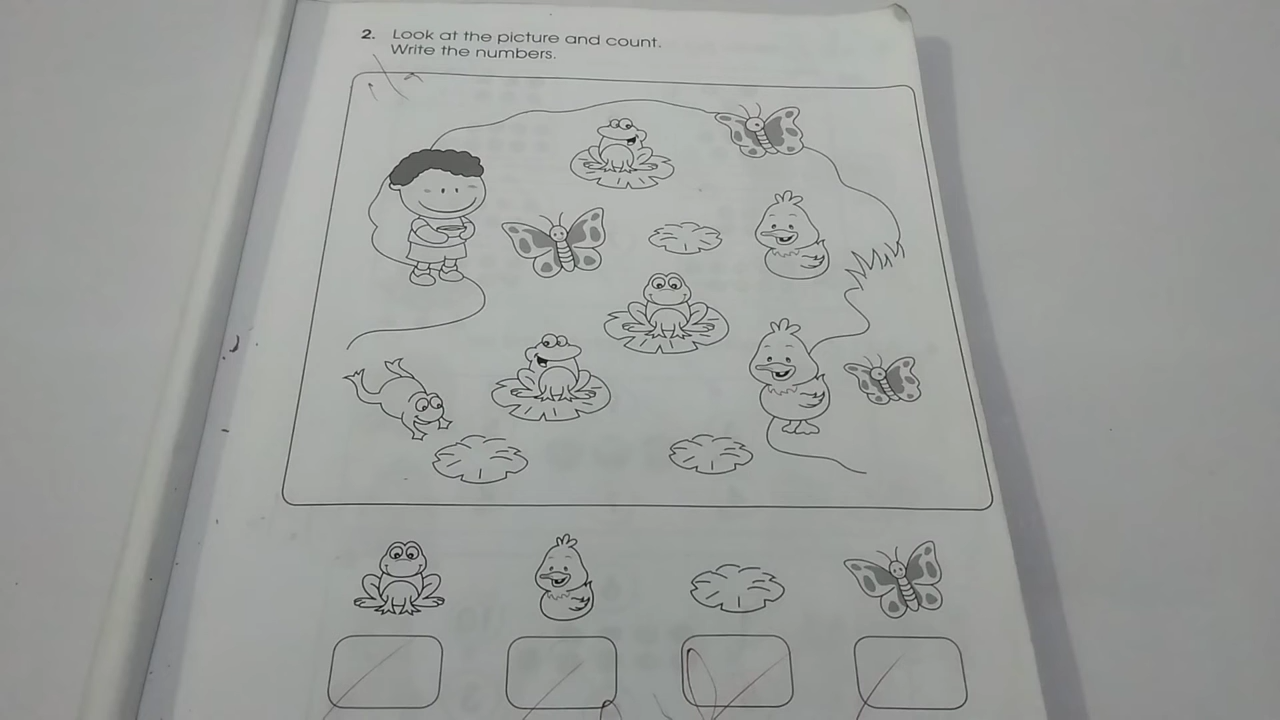 2. Look at the picture and count.
Write the numbers.